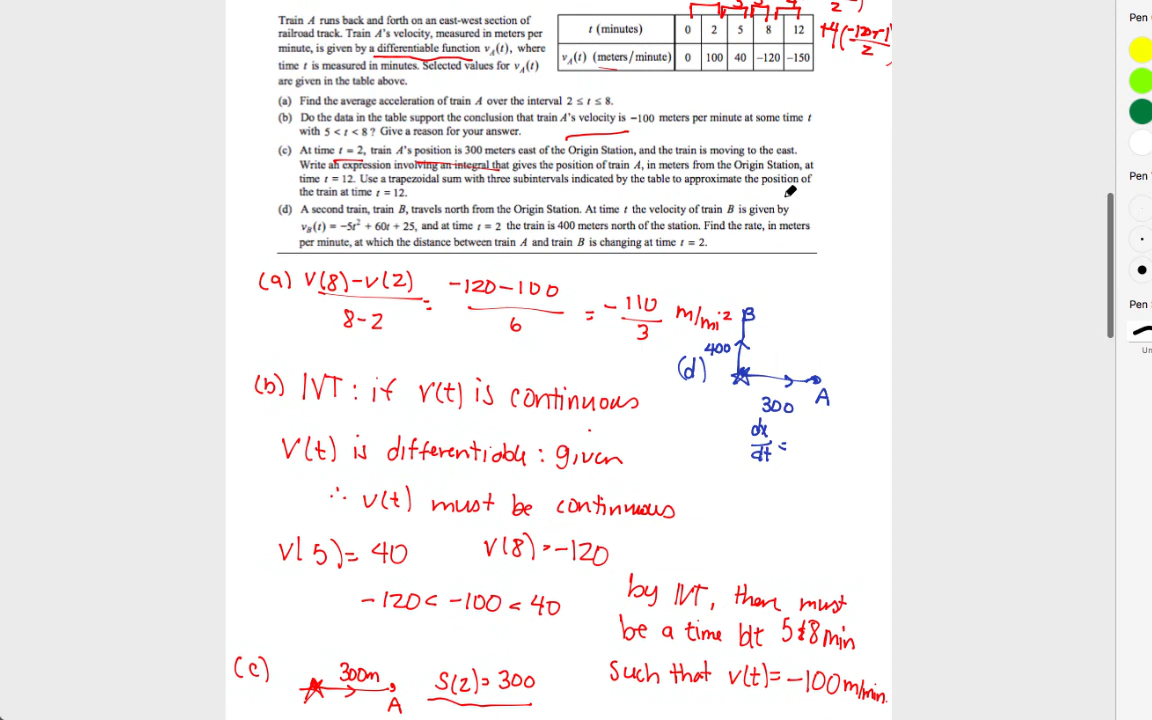 Train A runs back and forth on an east-west section of
railroad track. Train A's velocity, measured in meters per
minute, is given by a differentiable function v_A(t), where
time t is measured in minutes. Selected values for v_A(t)
are given in the table above.
t (minutes) 0 2 5 8 12
v_A(t) (meters/minute) 0 100 40 −120 −150
(a) Find the average acceleration of train A over the interval 2 ≤ t ≤ 8.
(b) Do the data in the table support the conclusion that train A's velocity is −100 meters per minute at some time t
with 5 < t < 8? Give a reason for your answer.
(c) At time t = 2, train A's position is 300 meters east of the Origin Station, and the train is moving to the east.
Write an expression involving an integral that gives the position of train A, in meters from the Origin Station, at
time t = 12. Use a trapezoidal sum with three subintervals indicated by the table to approximate the position of
the train at time t = 12.
(d) A second train, train B, travels north from the Origin Station. At time t the velocity of train B is given by
v_B(t) = −5t² + 60t + 25, and at time t = 2 the train is 400 meters north of the station. Find the rate, in meters
per minute, at which the distance between train A and train B is changing at time t = 2.
(a) V(8)-V(2) / 8-2 = -120-100 / 6 = -110/3 m/mi²
(d) B
400
300 A
dx/dt =
(b) IVT: if V(t) is continuous
V(t) is differentiable: given
∴ V(t) must be continuous
V(5)= 40 V(8)=-120
-120 < -100 < 40
by IVT, there must
be a time bt 5&8 min
such that V(t)=-100m/min.
(c) 300m A S(2)= 300
Pen
Pen
Pen